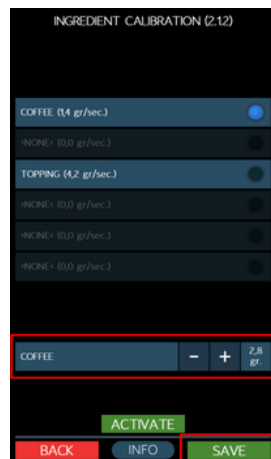 INGREDIENT CALIBRATION (2.1.2)
COFFEE (1,4 gr/sec.)
>NONE< (0,0 gr/sec.)
TOPPING (4,2 gr/sec.)
>NONE< (0,0 gr/sec.)
>NONE< (0,0 gr/sec.)
>NONE< (0,0 gr/sec.)
COFFEE − + 2,8 gr.
ACTIVATE
BACK INFO SAVE